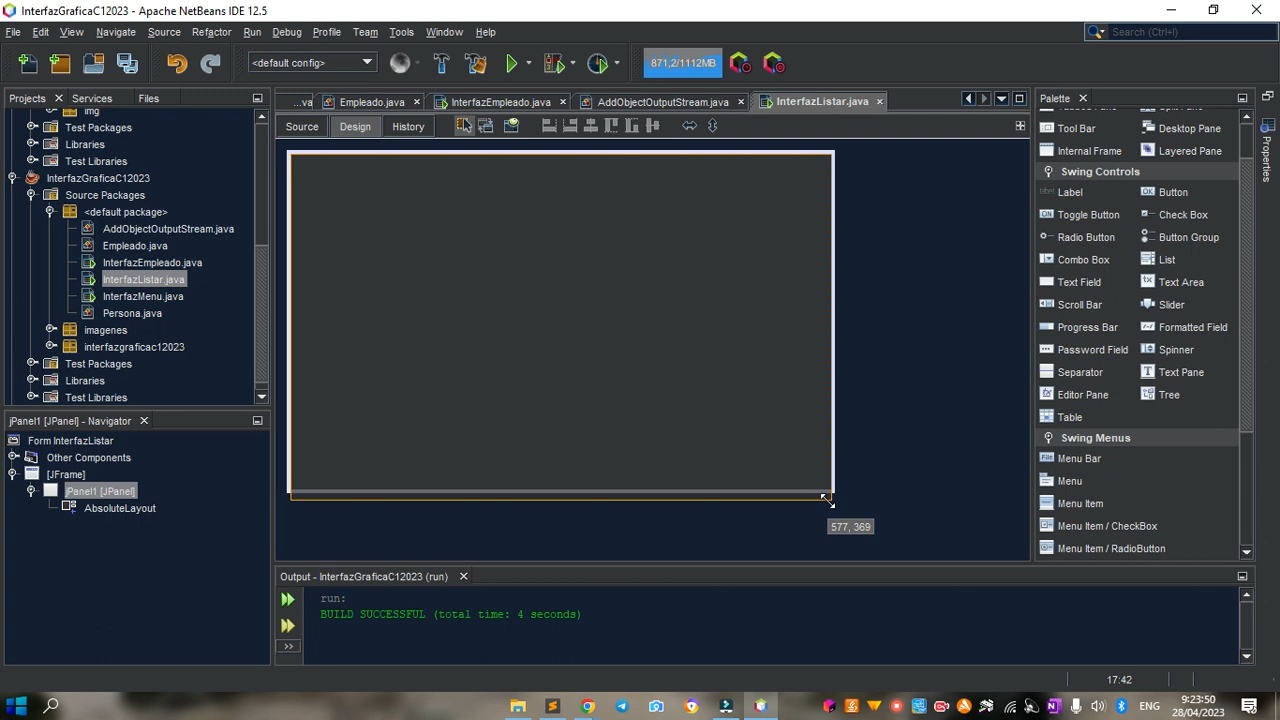 InterfazGraficaC12023 - Apache NetBeans IDE 12.5
File Edit View Navigate Source Refactor Run Debug Profile Team Tools Window Help
Search (Ctrl+I)
<default config>
871,2/1112MB
Projects Services Files
...va Empleado.java InterfazEmpleado.java AddObjectOutputStream.java InterfazListar.java
Source Design History
img
Test Packages
Libraries
Test Libraries
InterfazGraficaC12023
Source Packages
<default package>
AddObjectOutputStream.java
Empleado.java
InterfazEmpleado.java
InterfazListar.java
InterfazMenu.java
Persona.java
imagenes
interfazgraficac12023
Test Packages
Libraries
Test Libraries
jPanel1 [JPanel] - Navigator
Form InterfazListar
Other Components
[JFrame]
jPanel1 [JPanel]
AbsoluteLayout
577, 369
Palette
Tool Bar Desktop Pane
Internal Frame Layered Pane
Swing Controls
Label Button
Toggle Button Check Box
Radio Button Button Group
Combo Box List
Text Field Text Area
Scroll Bar Slider
Progress Bar Formatted Field
Password Field Spinner
Separator Text Pane
Editor Pane Tree
Table
Swing Menus
Menu Bar
Menu
Menu Item
Menu Item / CheckBox
Menu Item / RadioButton
Properties
Output - InterfazGraficaC12023 (run)
run:
BUILD SUCCESSFUL (total time: 4 seconds)
17:42
ENG
9:23:50
28/04/2023